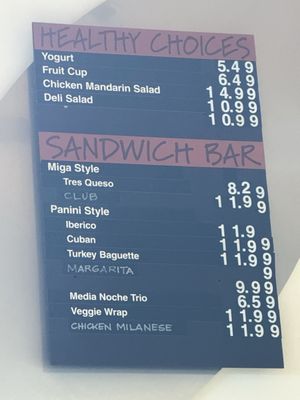 HEALTHY CHOICES
Yogurt 5.49
Fruit Cup 6.49
Chicken Mandarin Salad 14.99
Deli Salad 10.99
10.99
SANDWICH BAR
Miga Style
Tres Queso 8.29
CLUB 11.99
Panini Style
Iberico 11.9
Cuban 11.99
Turkey Baguette 11.99
MARGARITA 9
9.99
Media Noche Trio 6.59
Veggie Wrap 11.99
CHICKEN MILANESE 11.99